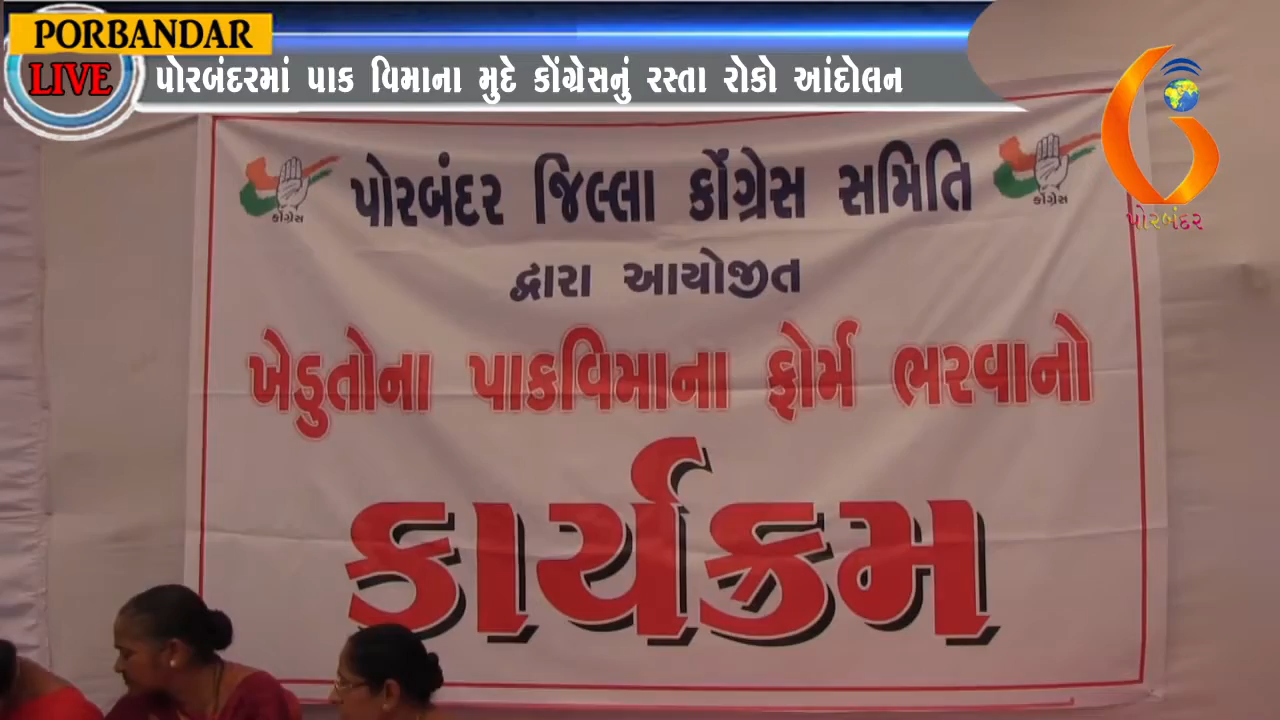 PORBANDAR
LIVE
પોરબંદરમાં પાક વિમાના મુદે કોંગ્રેસનું રસ્તા રોકો આંદોલન
પોરબંદર
પોરબંદર જિલ્લા કોંગ્રેસ સમિતિ
કોંગ્રેસ
કોંગ્રેસ
દ્વારા આયોજીત
ખેડુતોના પાકવિમાના ફોર્મ ભરવાનો
કાર્યક્રમ